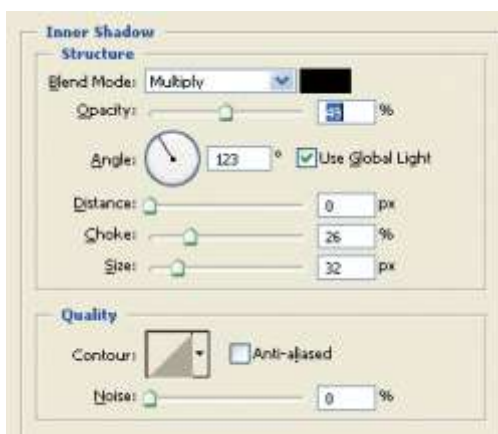 Inner Shadow
Structure
Blend Mode: Multiply
Opacity: %
Angle: 123 ° Use Global Light
Distance: 0 px
Choke: 26 %
Size: 32 px
Quality
Contour: Anti-aliased
Noise: 0 %